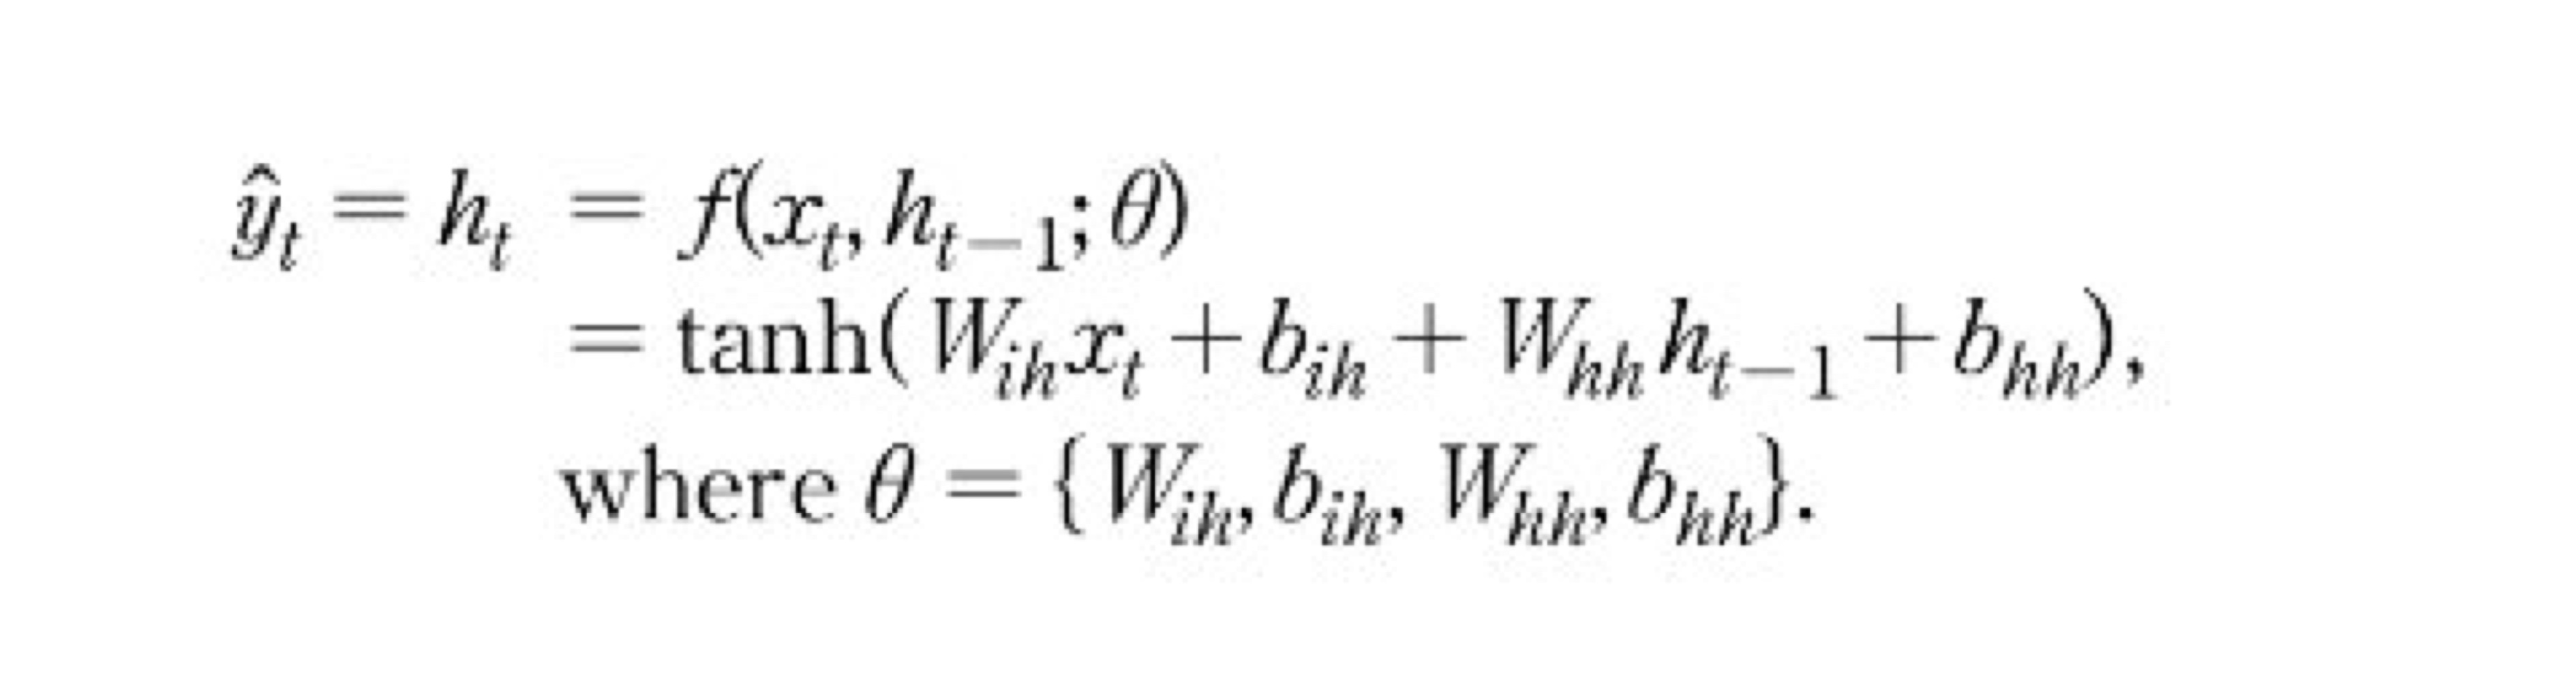 ŷ_t = h_t = f(x_t, h_{t−1}; θ)
= tanh(W_{ih}x_t + b_{ih} + W_{hh}h_{t−1} + b_{hh}),
where θ = {W_{ih}, b_{ih}, W_{hh}, b_{hh}}.